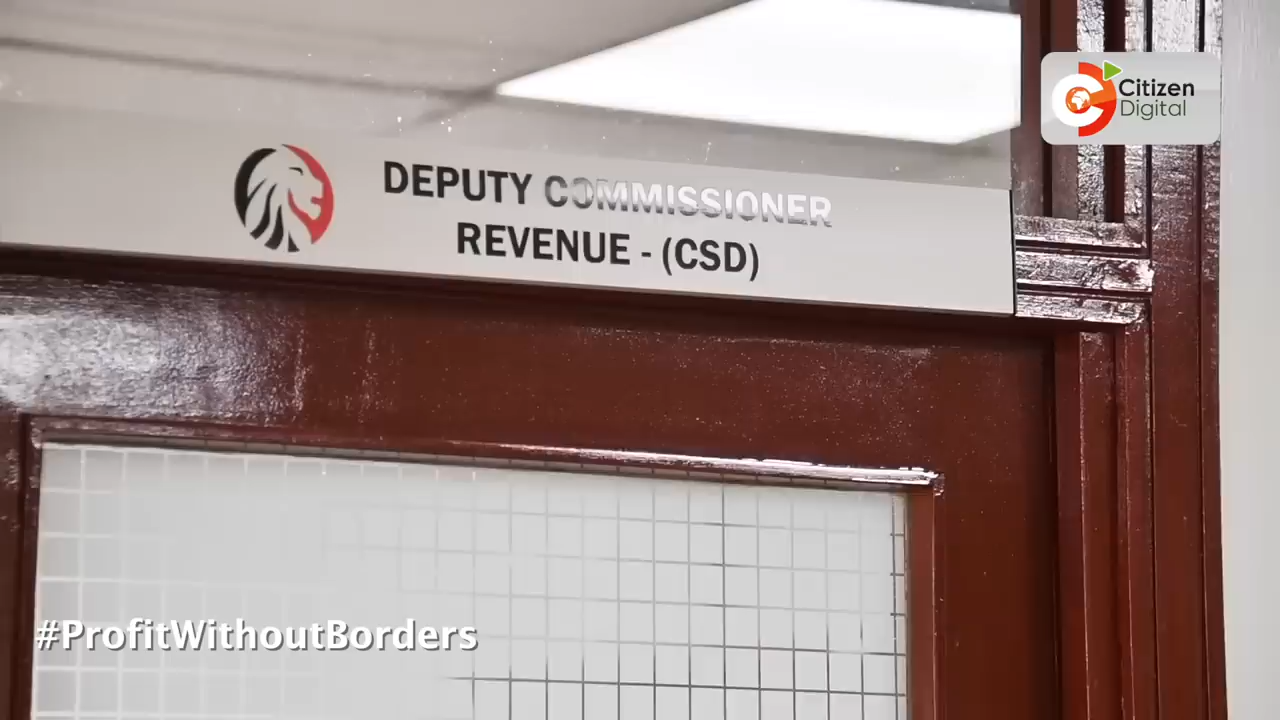 Citizen
Digital
DEPUTY COMMISSIONER
REVENUE - (CSD)
#ProfitWithoutBorders